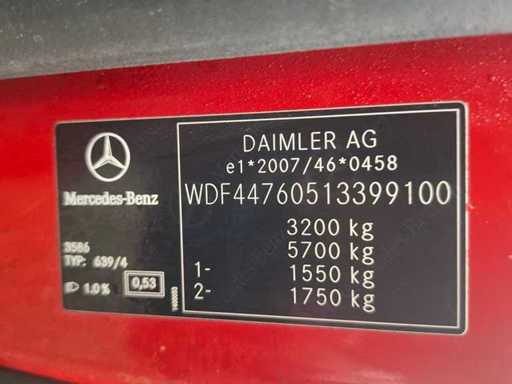 Mercedes-Benz
3586
TYP: 639/4
1.0%
0,53
DAIMLER AG
e1*2007/46*0458
WDF44760513399100
3200 kg
5700 kg
1- 1550 kg
2- 1750 kg